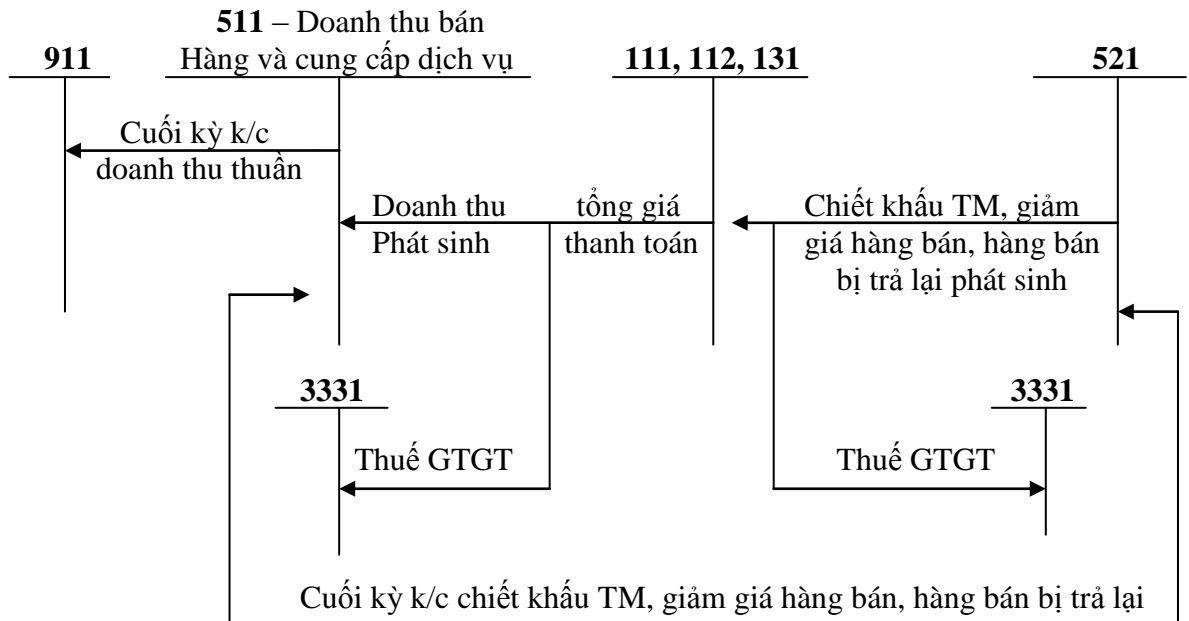 511 – Doanh thu bán
911
Hàng và cung cấp dịch vụ
111, 112, 131
521
Cuối kỳ k/c
doanh thu thuần
Doanh thu
Phát sinh
tổng giá
thanh toán
Chiết khấu TM, giảm
giá hàng bán, hàng bán
bị trả lại phát sinh
3331
3331
Thuế GTGT
Thuế GTGT
Cuối kỳ k/c chiết khấu TM, giảm giá hàng bán, hàng bán bị trả lại